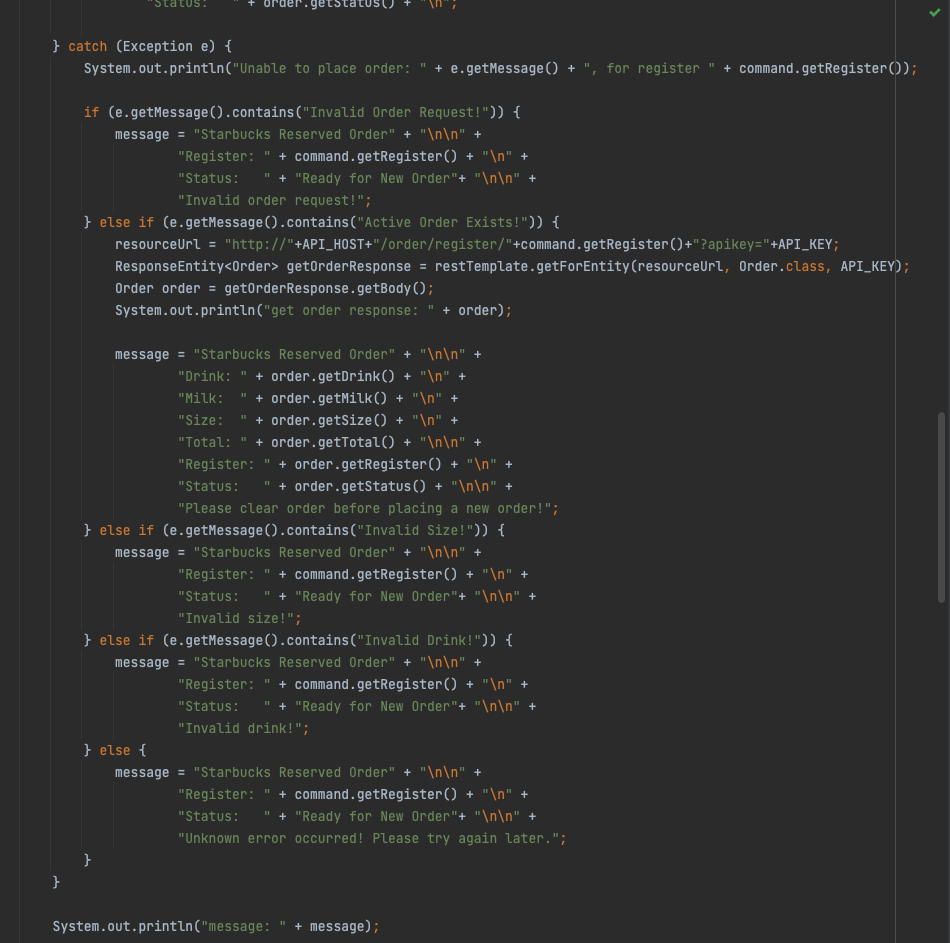 "Status:   " + order.getStatus() + "\n";
} catch (Exception e) {
System.out.println("Unable to place order: " + e.getMessage() + ", for register " + command.getRegister());
if (e.getMessage().contains("Invalid Order Request!")) {
message = "Starbucks Reserved Order" + "\n\n" +
"Register: " + command.getRegister() + "\n" +
"Status:   " + "Ready for New Order"+ "\n\n" +
"Invalid order request!";
} else if (e.getMessage().contains("Active Order Exists!")) {
resourceUrl = "http://"+API_HOST+"/order/register/"+command.getRegister()+"?apikey="+API_KEY;
ResponseEntity<Order> getOrderResponse = restTemplate.getForEntity(resourceUrl, Order.class, API_KEY);
Order order = getOrderResponse.getBody();
System.out.println("get order response: " + order);
message = "Starbucks Reserved Order" + "\n\n" +
"Drink: " + order.getDrink() + "\n" +
"Milk:  " + order.getMilk() + "\n" +
"Size:  " + order.getSize() + "\n" +
"Total: " + order.getTotal() + "\n\n" +
"Register: " + order.getRegister() + "\n" +
"Status:   " + order.getStatus() + "\n\n" +
"Please clear order before placing a new order!";
} else if (e.getMessage().contains("Invalid Size!")) {
message = "Starbucks Reserved Order" + "\n\n" +
"Register: " + command.getRegister() + "\n" +
"Status:   " + "Ready for New Order"+ "\n\n" +
"Invalid size!";
} else if (e.getMessage().contains("Invalid Drink!")) {
message = "Starbucks Reserved Order" + "\n\n" +
"Register: " + command.getRegister() + "\n" +
"Status:   " + "Ready for New Order"+ "\n\n" +
"Invalid drink!";
} else {
message = "Starbucks Reserved Order" + "\n\n" +
"Register: " + command.getRegister() + "\n" +
"Status:   " + "Ready for New Order"+ "\n\n" +
"Unknown error occurred! Please try again later.";
}
}
System.out.println("message: " + message);